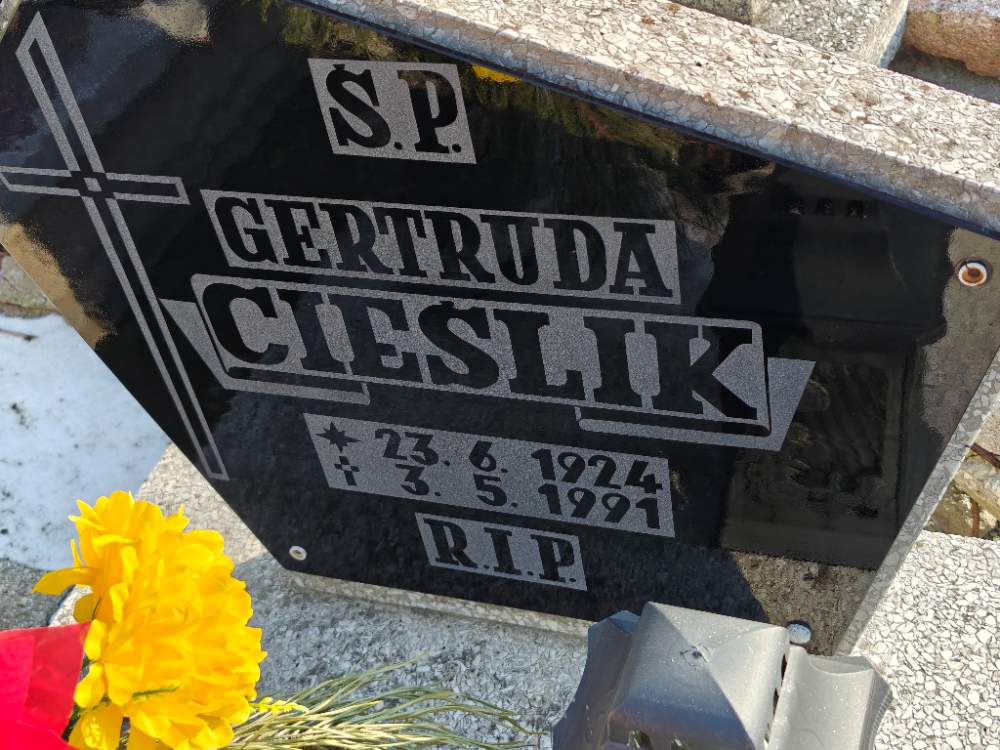 Ś.P.
GERTRUDA
CIEŚLIK
* 23. 6. 1924
✝ 3. 5. 1991
R.I.P.